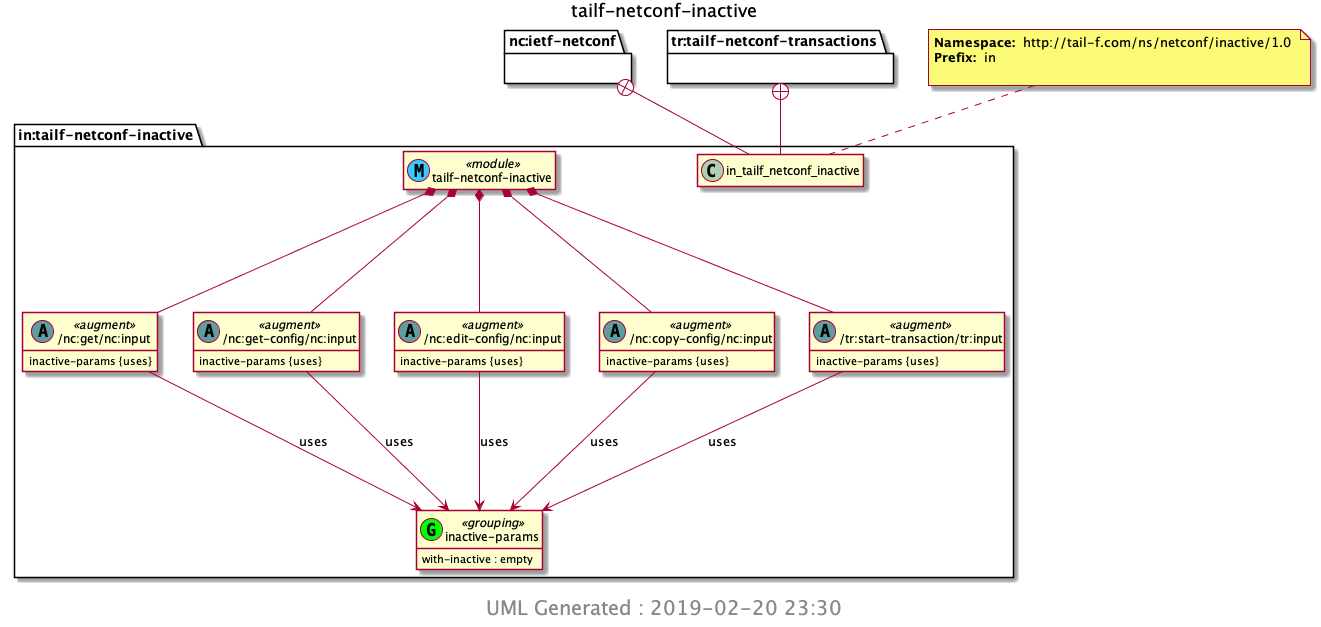 tailf-netconf-inactive
nc:ietf-netconf
tr:tailf-netconf-transactions
Namespace: http://tail-f.com/ns/netconf/inactive/1.0
Prefix: in
in:tailf-netconf-inactive
M
«module»
tailf-netconf-inactive
C
in_tailf_netconf_inactive
A
«augment»
/nc:get/nc:input
inactive-params {uses}
A
«augment»
/nc:get-config/nc:input
inactive-params {uses}
A
«augment»
/nc:edit-config/nc:input
inactive-params {uses}
A
«augment»
/nc:copy-config/nc:input
inactive-params {uses}
A
«augment»
/tr:start-transaction/tr:input
inactive-params {uses}
uses
uses
uses
uses
uses
G
«grouping»
inactive-params
with-inactive : empty
UML Generated : 2019-02-20 23:30